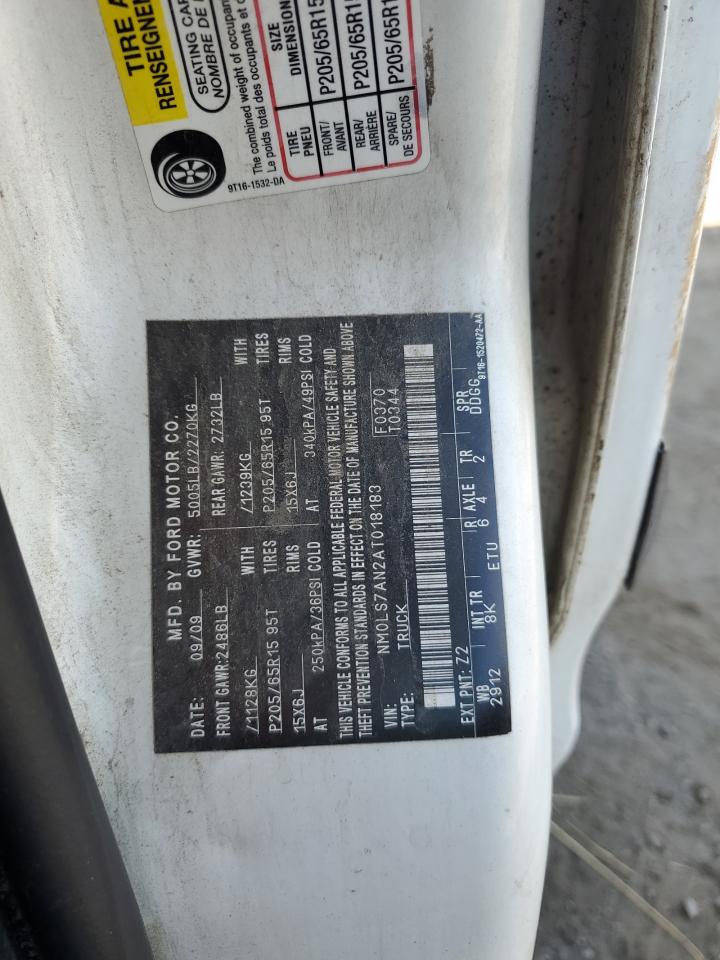 TIRE A
RENSEIGNEM
SEATING CAP
NOMBRE DE
The combined weight of occupan
Le poids total des occupants et
TIRE SIZE
PNEU DIMENSION
FRONT/ AVANT P205/65R15
REAR/ ARRIÈRE P205/65R1
SPARE/ DE SECOURS P205/65R1
9T16-1532-DA
MFD. BY FORD MOTOR CO.
DATE: 09/09 GVWR: 5005LB/2270KG
FRONT GAWR: 2486LB REAR GAWR: 2732LB
/1128KG WITH /1239KG WITH
P205/65R15 95T TIRES P205/65R15 95T TIRES
15X6J RIMS 15X6J RIMS
AT 250kPA/36PSI COLD AT 340kPA/49PSI COLD
THIS VEHICLE CONFORMS TO ALL APPLICABLE FEDERAL MOTOR VEHICLE SAFETY AND
THEFT PREVENTION STANDARDS IN EFFECT ON THE DATE OF MANUFACTURE SHOWN ABOVE
VIN: NM0LS7AN2AT018183 F0370
TYPE: TRUCK T0344
EXT PNT: Z2
WB INT TR R AXLE TR SPR
2912 8K ETU 6 4 2 DDGG
9T16-1520472-AA